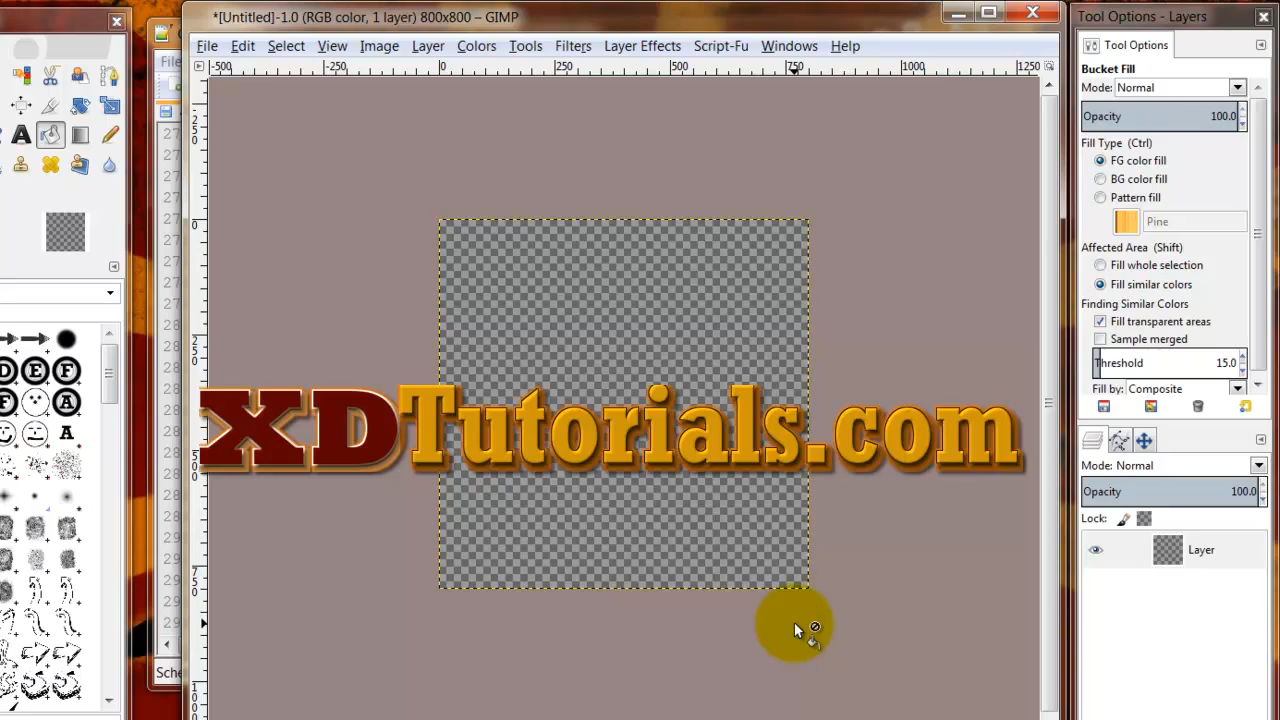 *[Untitled]-1.0 (RGB color, 1 layer) 800x800 – GIMP
File Edit Select View Image Layer Colors Tools Filters Layer Effects Script-Fu Windows Help
-500 -250 0 250 500 750 1000 1250
XDTutorials.com
Tool Options - Layers
Tool Options
Bucket Fill
Mode: Normal
Opacity 100.0
Fill Type (Ctrl)
FG color fill
BG color fill
Pattern fill
Pine
Affected Area (Shift)
Fill whole selection
Fill similar colors
Finding Similar Colors
Fill transparent areas
Sample merged
Threshold 15.0
Fill by: Composite
Mode: Normal
Opacity 100.0
Lock:
Layer
File
A
D E F
F A
A
Sche